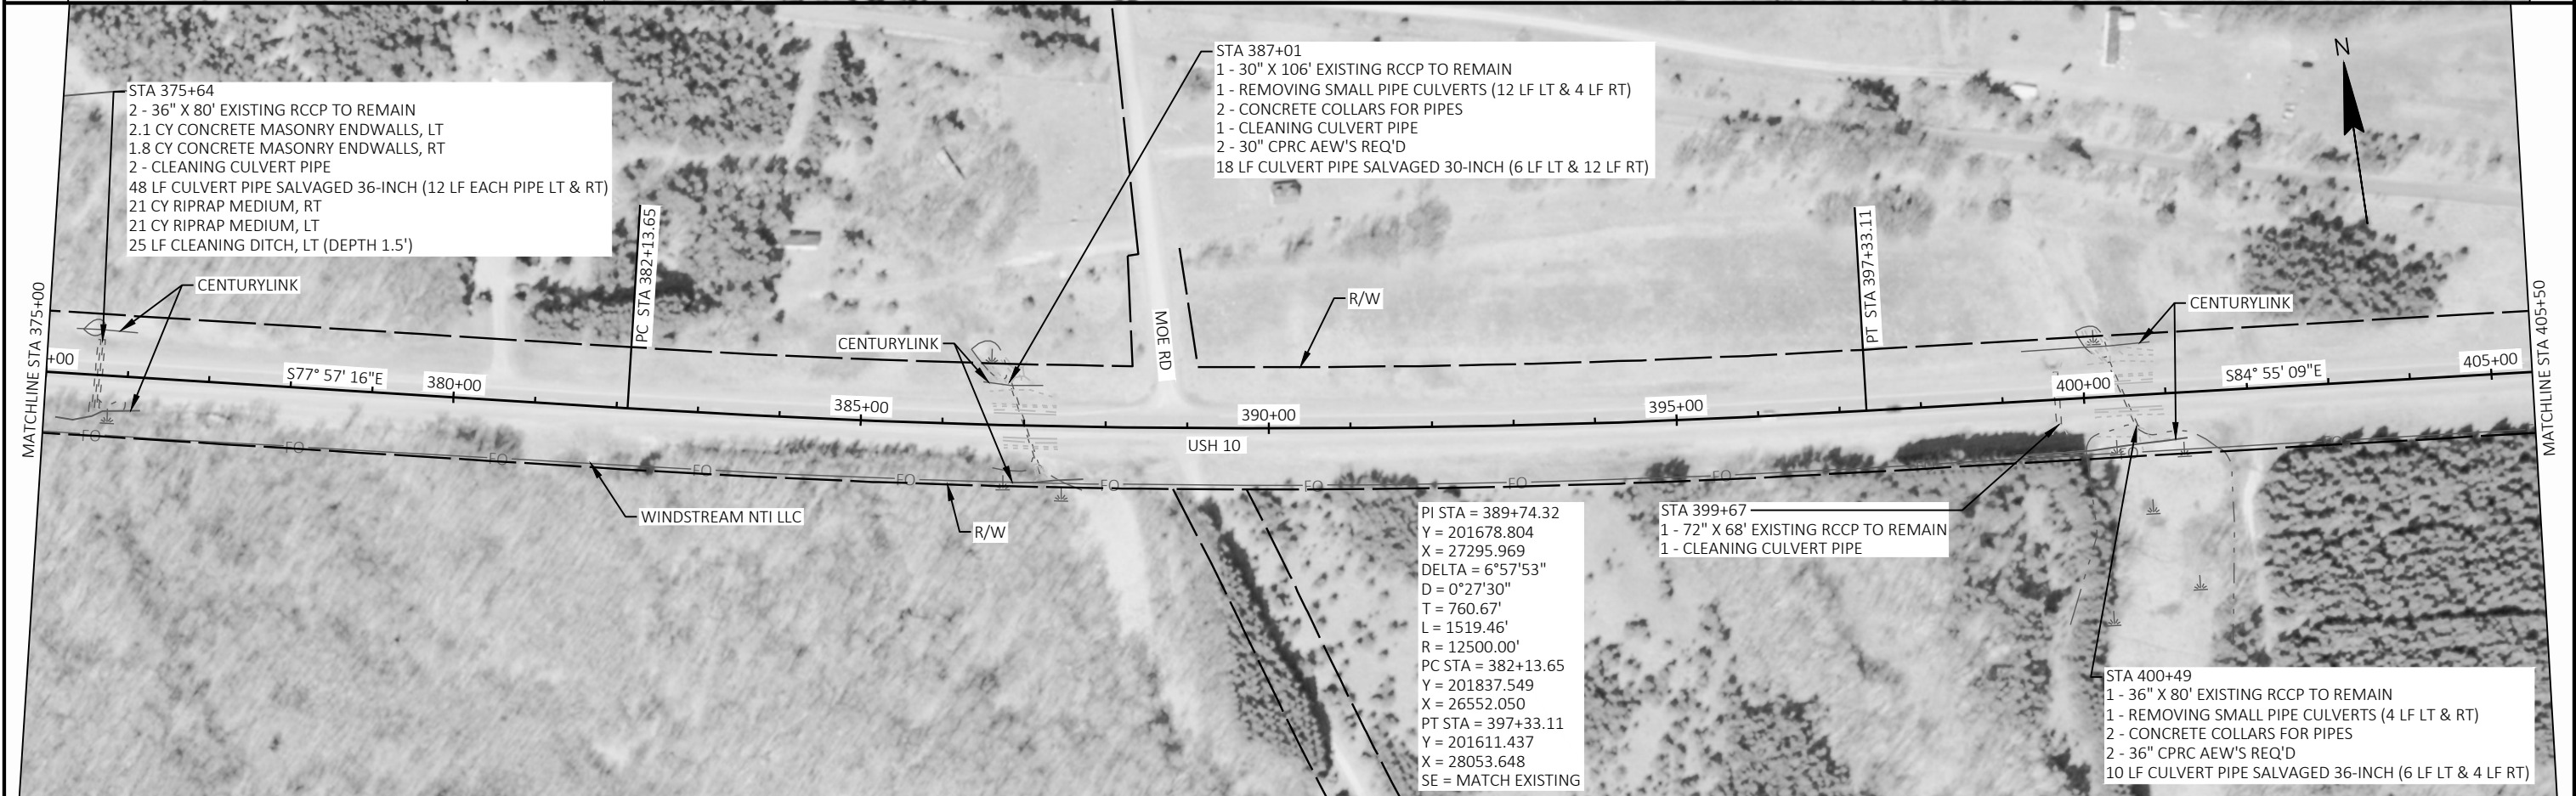 STA 375+64
2 - 36" X 80' EXISTING RCCP TO REMAIN
2.1 CY CONCRETE MASONRY ENDWALLS, LT
1.8 CY CONCRETE MASONRY ENDWALLS, RT
2 - CLEANING CULVERT PIPE
48 LF CULVERT PIPE SALVAGED 36-INCH (12 LF EACH PIPE LT & RT)
21 CY RIPRAP MEDIUM, RT
21 CY RIPRAP MEDIUM, LT
25 LF CLEANING DITCH, LT (DEPTH 1.5')
STA 387+01
1 - 30" X 106' EXISTING RCCP TO REMAIN
1 - REMOVING SMALL PIPE CULVERTS (12 LF LT & 4 LF RT)
2 - CONCRETE COLLARS FOR PIPES
1 - CLEANING CULVERT PIPE
2 - 30" CPRC AEW'S REQ'D
18 LF CULVERT PIPE SALVAGED 30-INCH (6 LF LT & 12 LF RT)
N
MATCHLINE STA 375+00
CENTURYLINK
PC STA 382+13.65
CENTURYLINK
MOE RD
R/W
PT STA 397+33.11
CENTURYLINK
MATCHLINE STA 405+50
+00
S77° 57' 16"E
380+00
385+00
390+00
395+00
400+00
S84° 55' 09"E
405+00
USH 10
FO
FO
FO
FO
FO
FO
FO
FO
FO
FO
WINDSTREAM NTI LLC
R/W
PI STA = 389+74.32
Y = 201678.804
X = 27295.969
DELTA = 6°57'53"
D = 0°27'30"
T = 760.67'
L = 1519.46'
R = 12500.00'
PC STA = 382+13.65
Y = 201837.549
X = 26552.050
PT STA = 397+33.11
Y = 201611.437
X = 28053.648
SE = MATCH EXISTING
STA 399+67
1 - 72" X 68' EXISTING RCCP TO REMAIN
1 - CLEANING CULVERT PIPE
STA 400+49
1 - 36" X 80' EXISTING RCCP TO REMAIN
1 - REMOVING SMALL PIPE CULVERTS (4 LF LT & RT)
2 - CONCRETE COLLARS FOR PIPES
2 - 36" CPRC AEW'S REQ'D
10 LF CULVERT PIPE SALVAGED 36-INCH (6 LF LT & 4 LF RT)